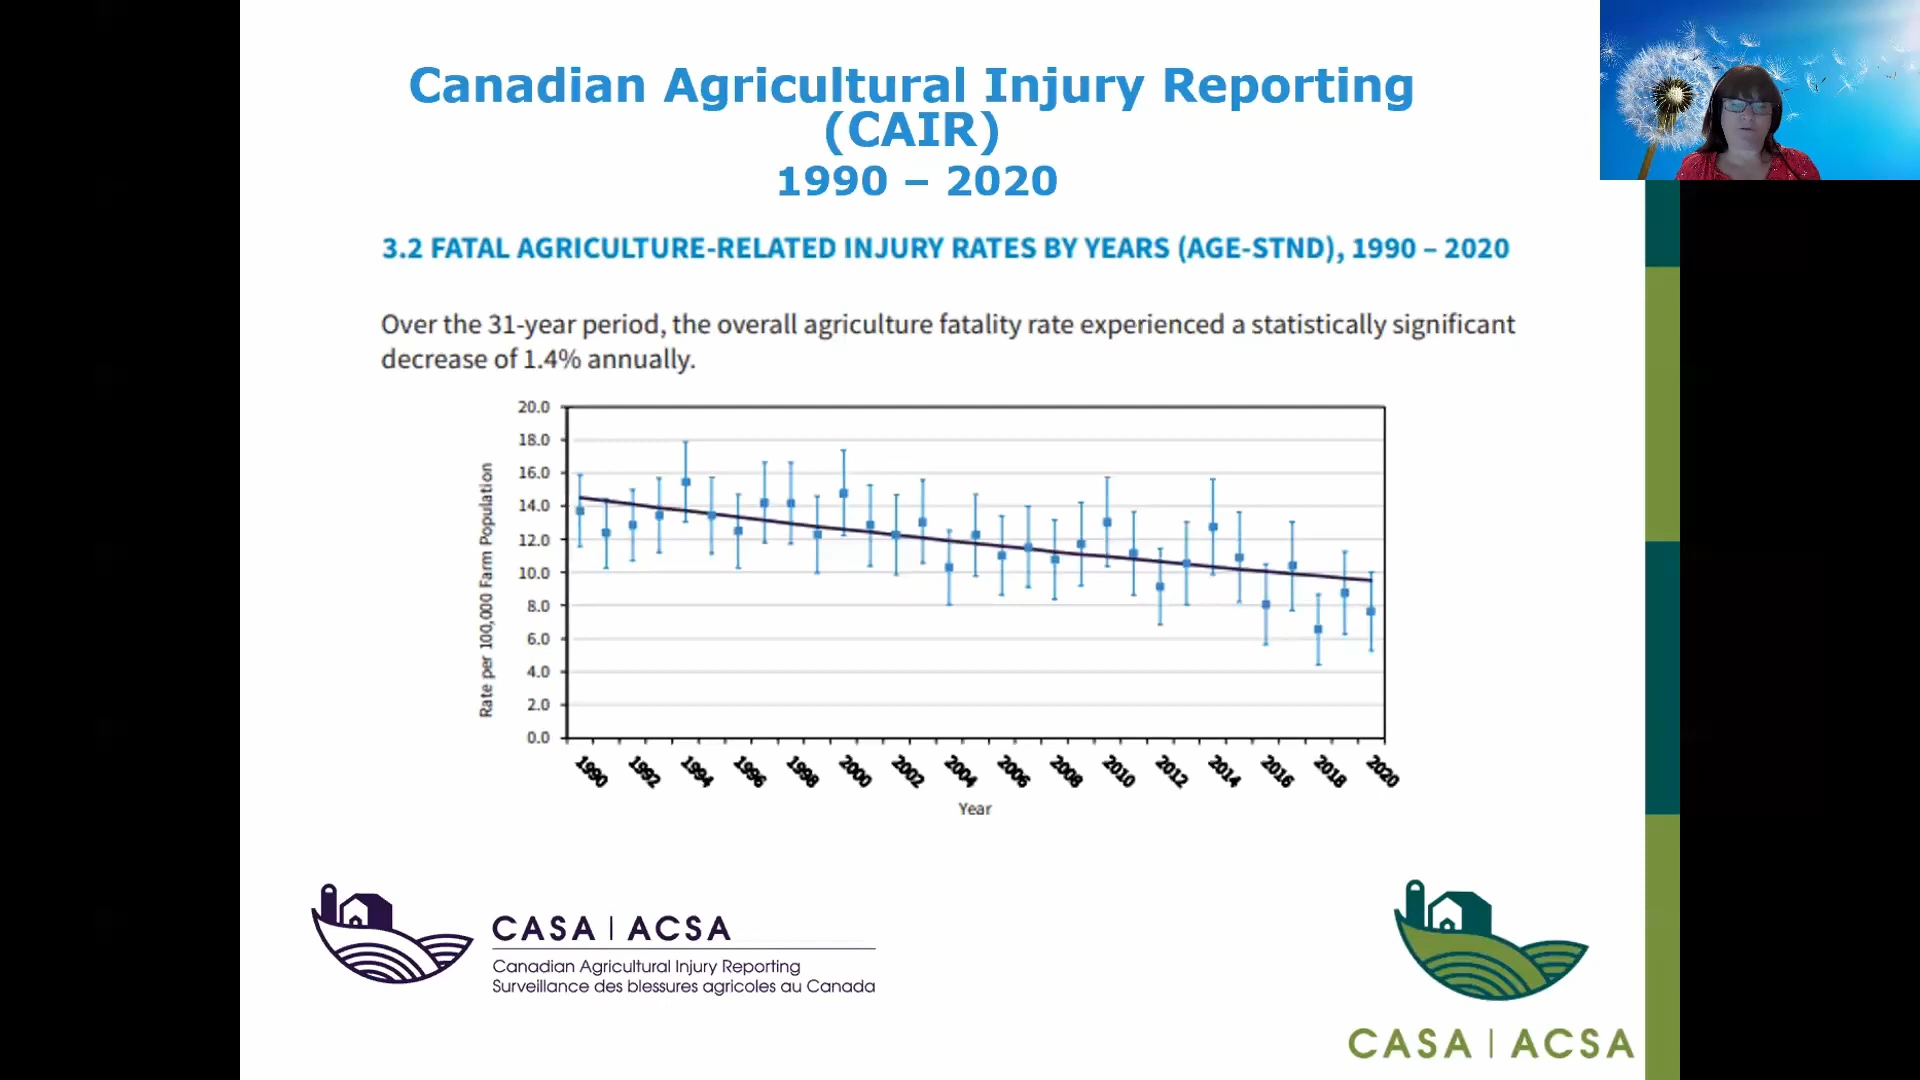 Canadian Agricultural Injury Reporting
(CAIR)
1990 – 2020
3.2 FATAL AGRICULTURE-RELATED INJURY RATES BY YEARS (AGE-STND), 1990 – 2020
Over the 31-year period, the overall agriculture fatality rate experienced a statistically significant
decrease of 1.4% annually.
20.0
18.0
16.0
14.0
12.0
10.0
8.0
6.0
4.0
2.0
0.0
Rate per 100,000 Farm Population
1990
1992
1994
1996
1998
2000
2002
2004
2006
2008
2010
2012
2014
2016
2018
2020
Year
CASA | ACSA
Canadian Agricultural Injury Reporting
Surveillance des blessures agricoles au Canada
CASA | ACSA